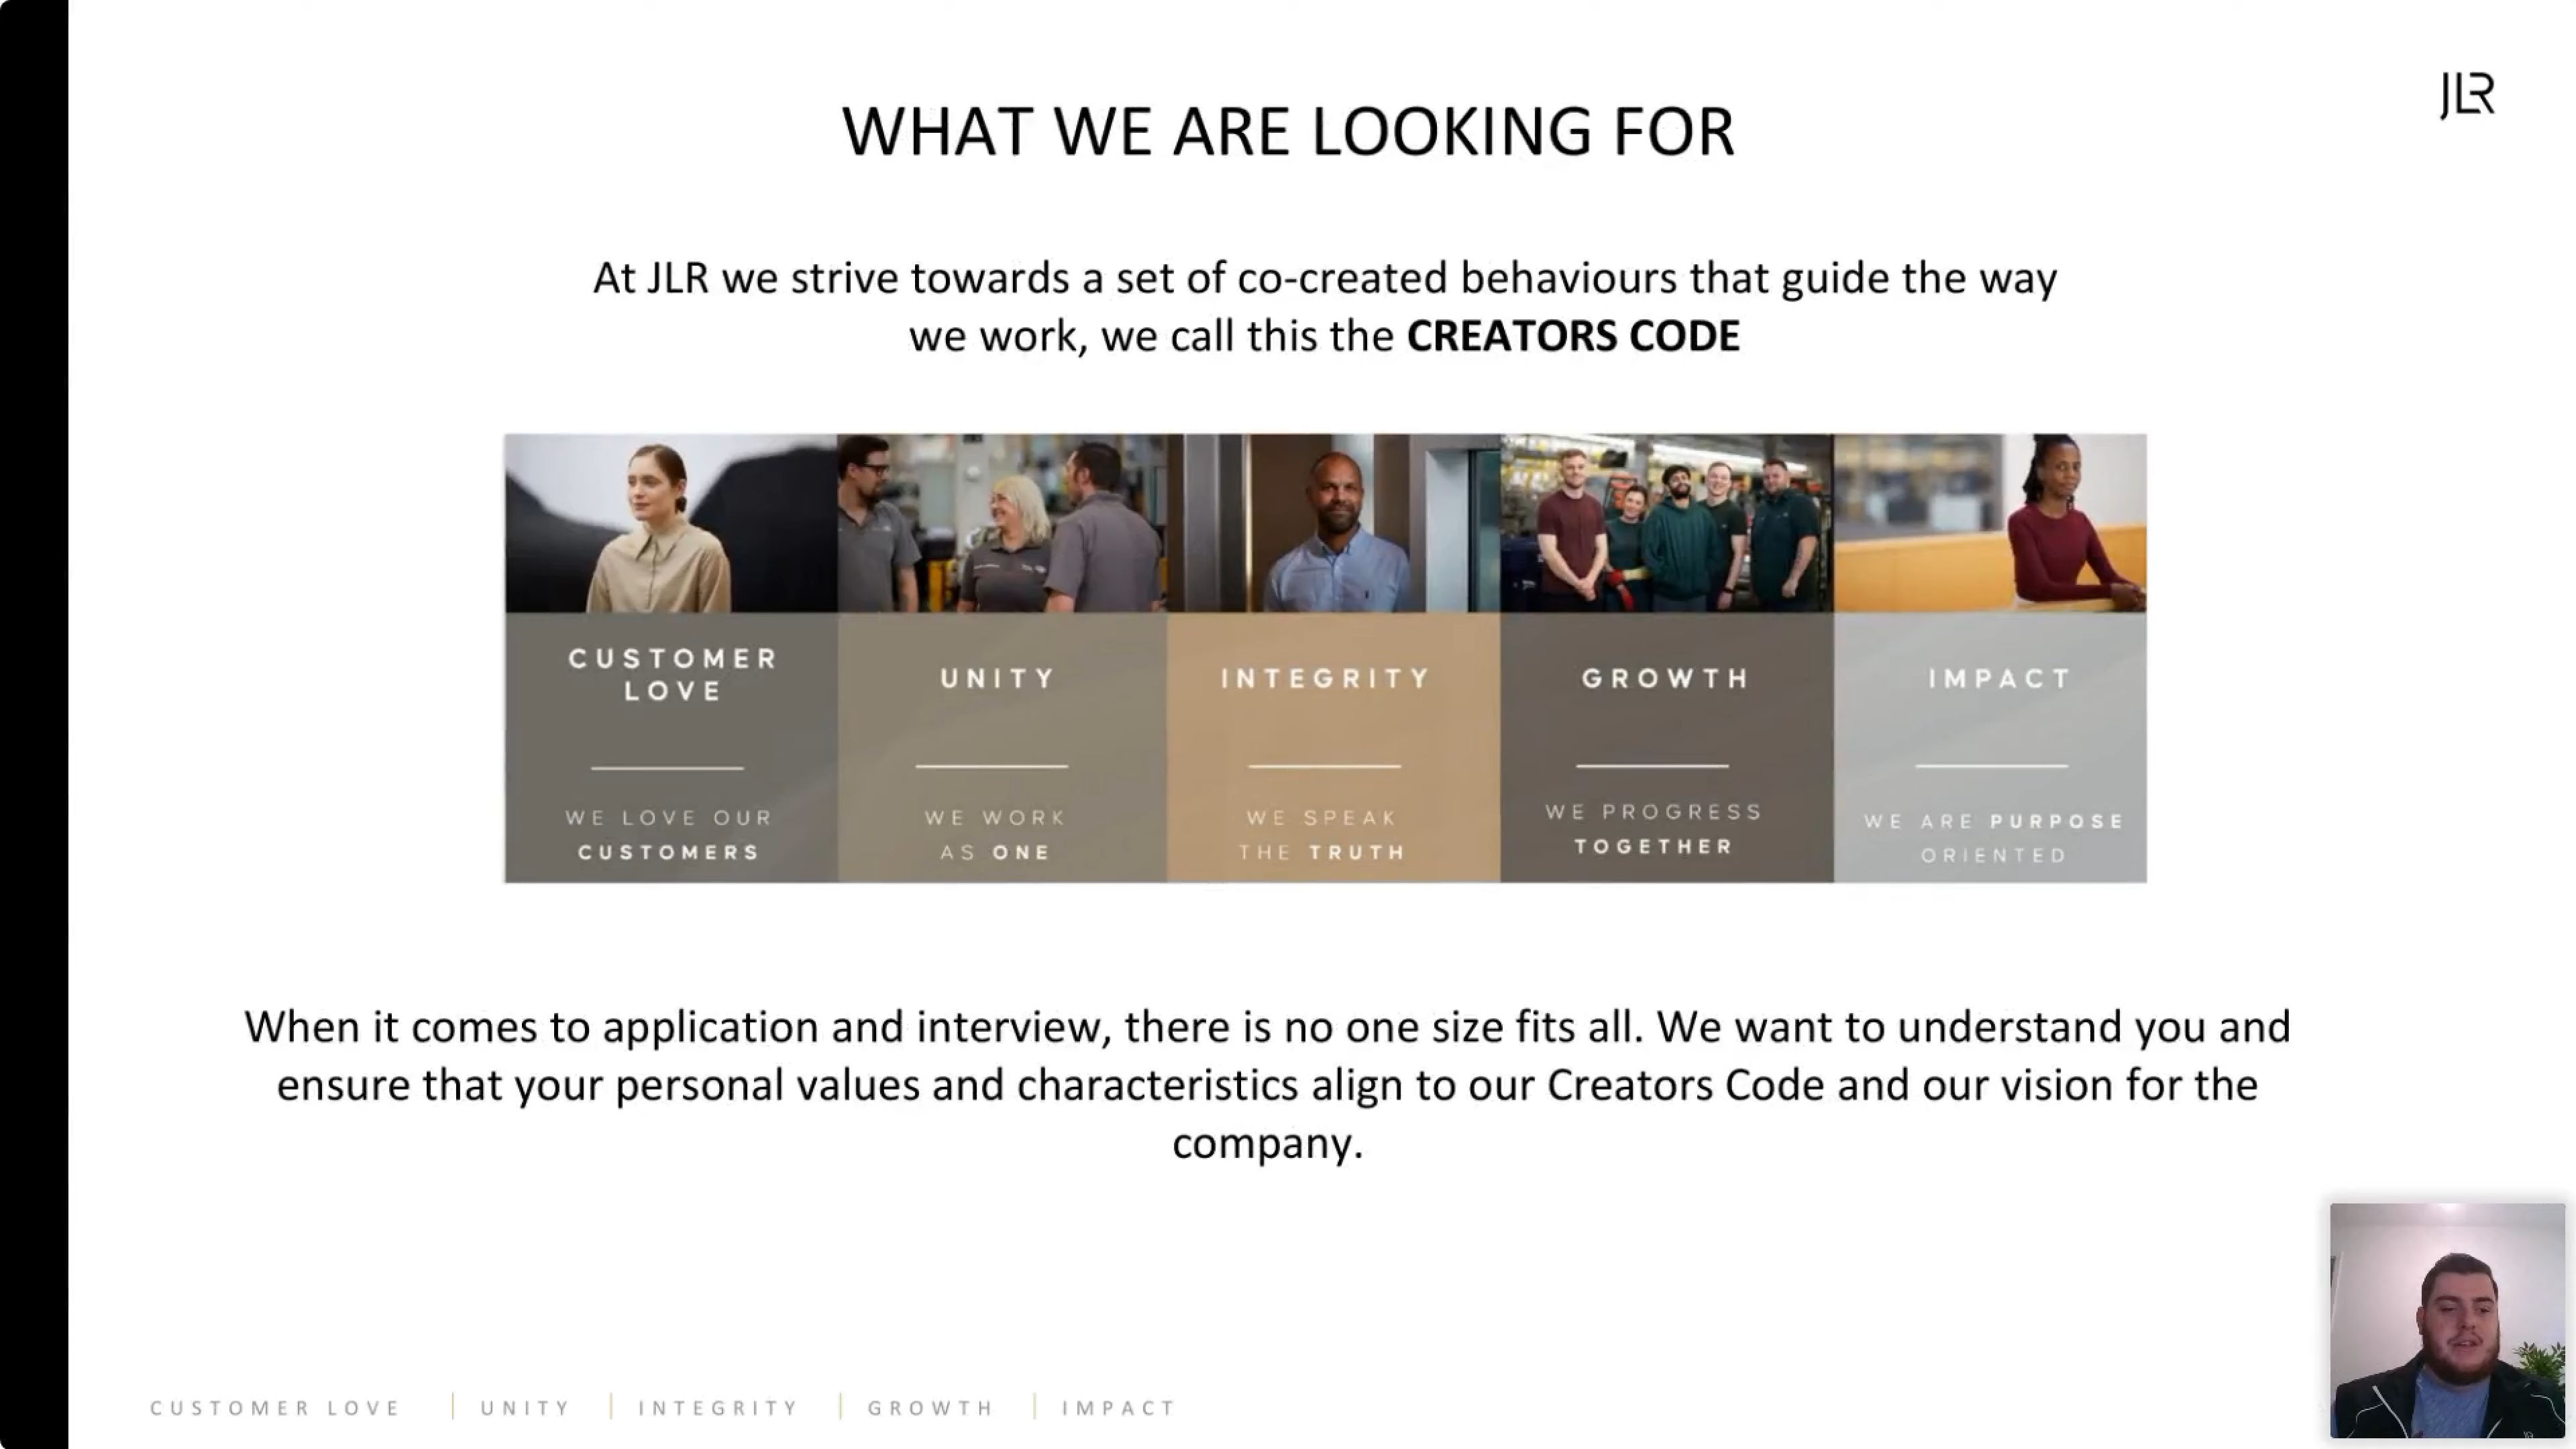 JLR
WHAT WE ARE LOOKING FOR
At JLR we strive towards a set of co-created behaviours that guide the way
we work, we call this the CREATORS CODE
CUSTOMER
LOVE
WE LOVE OUR
CUSTOMERS
UNITY
WE WORK
AS ONE
INTEGRITY
WE SPEAK
THE TRUTH
GROWTH
WE PROGRESS
TOGETHER
IMPACT
WE ARE PURPOSE
ORIENTED
When it comes to application and interview, there is no one size fits all. We want to understand you and
ensure that your personal values and characteristics align to our Creators Code and our vision for the
company.
CUSTOMER LOVE | UNITY | INTEGRITY | GROWTH | IMPACT